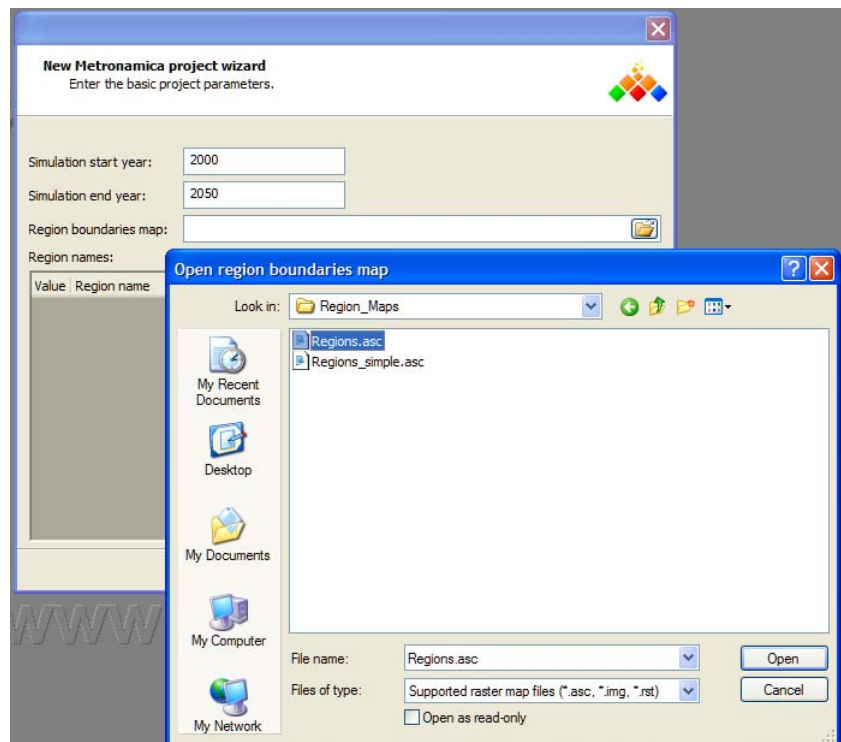 New Metronamica project wizard
Enter the basic project parameters.
Simulation start year: 2000
Simulation end year: 2050
Region boundaries map:
Region names:
Value Region name
Open region boundaries map
Look in: Region_Maps
Regions.asc
Regions_simple.asc
My Recent
Documents
Desktop
My Documents
My Computer
My Network
File name: Regions.asc
Open
Files of type: Supported raster map files (*.asc, *.img, *.rst)
Cancel
Open as read-only
www